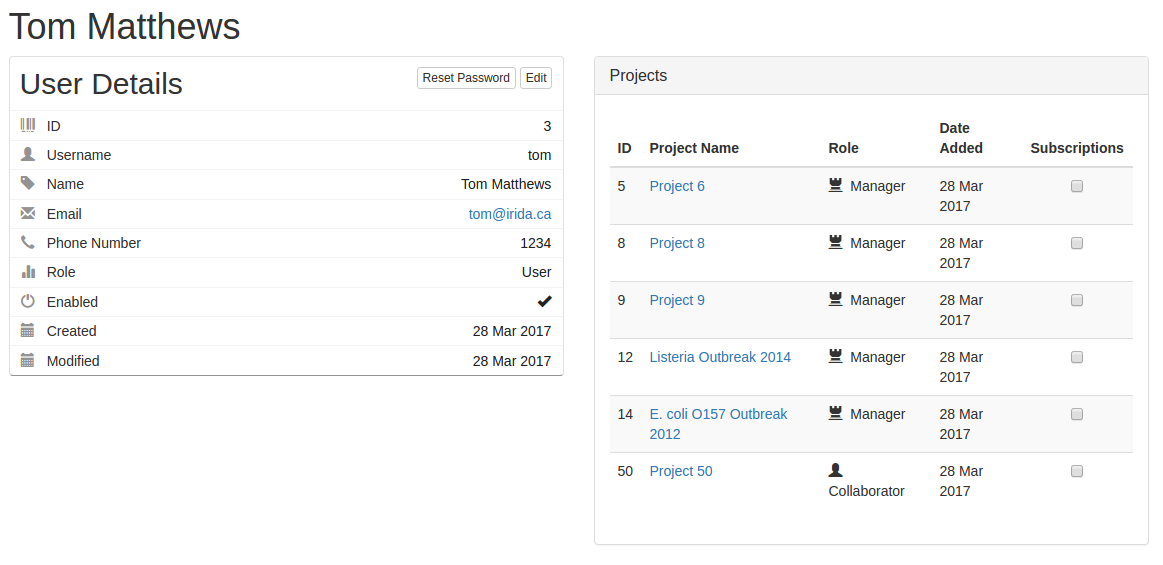 Tom Matthews
User Details
Reset Password Edit
ID 3
Username tom
Name Tom Matthews
Email tom@irida.ca
Phone Number 1234
Role User
Enabled
Created 28 Mar 2017
Modified 28 Mar 2017
Projects
ID Project Name Role Date Added Subscriptions
5 Project 6 Manager 28 Mar
2017
8 Project 8 Manager 28 Mar
2017
9 Project 9 Manager 28 Mar
2017
12 Listeria Outbreak 2014 Manager 28 Mar
2017
14 E. coli O157 Outbreak Manager 28 Mar
2012 2017
50 Project 50 28 Mar
Collaborator 2017